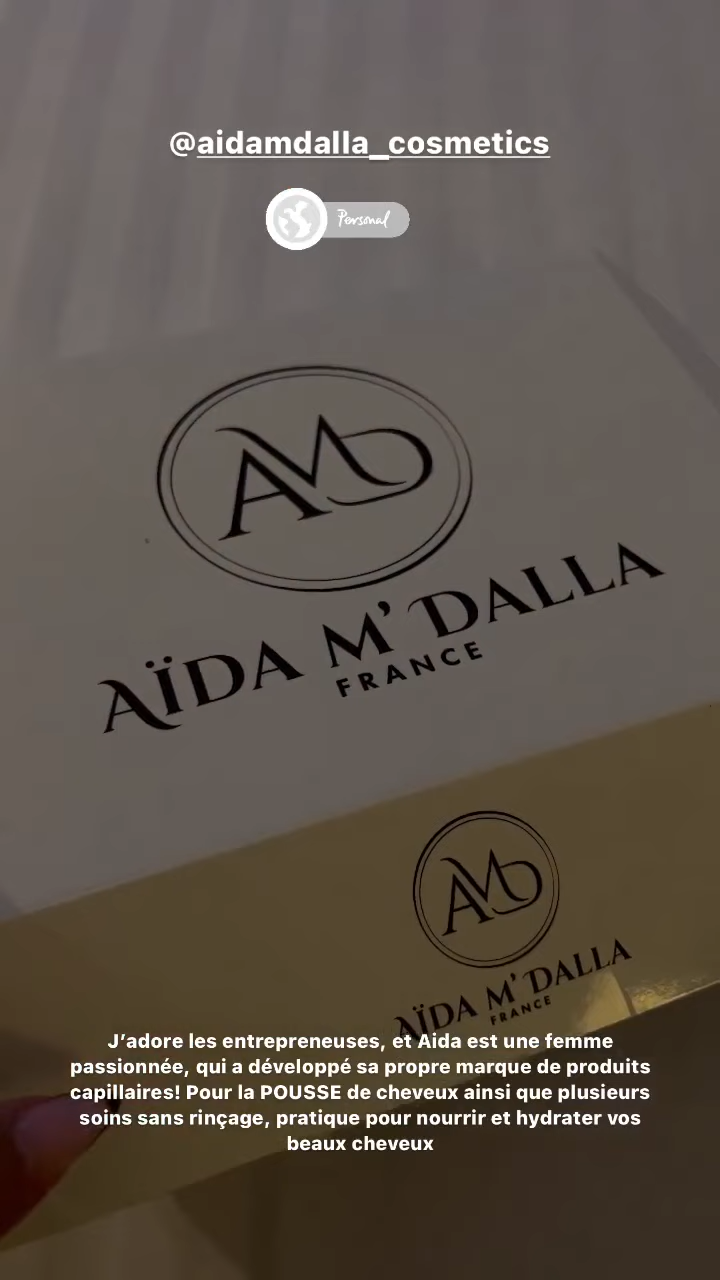 @aidamdalla_cosmetics
Personal
AMD
AÏDA M'DALLA
FRANCE
AMD
AÏDA M'DALLA
FRANCE
J’adore les entrepreneuses, et Aida est une femme
passionnée, qui a développé sa propre marque de produits
capillaires! Pour la POUSSE de cheveux ainsi que plusieurs
soins sans rinçage, pratique pour nourrir et hydrater vos
beaux cheveux